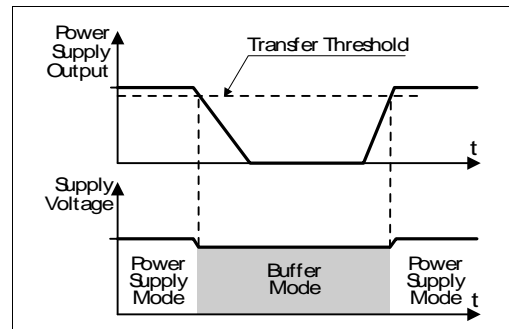 Power
Supply
Output
Transfer Threshold
t
Supply
Voltage
Power
Supply
Mode
Buffer
Mode
Power
Supply
Mode
t